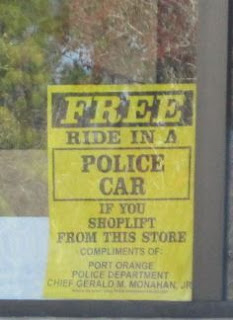 FREE
RIDE IN A
POLICE
CAR
IF YOU
SHOPLIFT
FROM THIS STORE
COMPLIMENTS OF:
PORT ORANGE
POLICE DEPARTMENT
CHIEF GERALD M. MONAHAN, JR